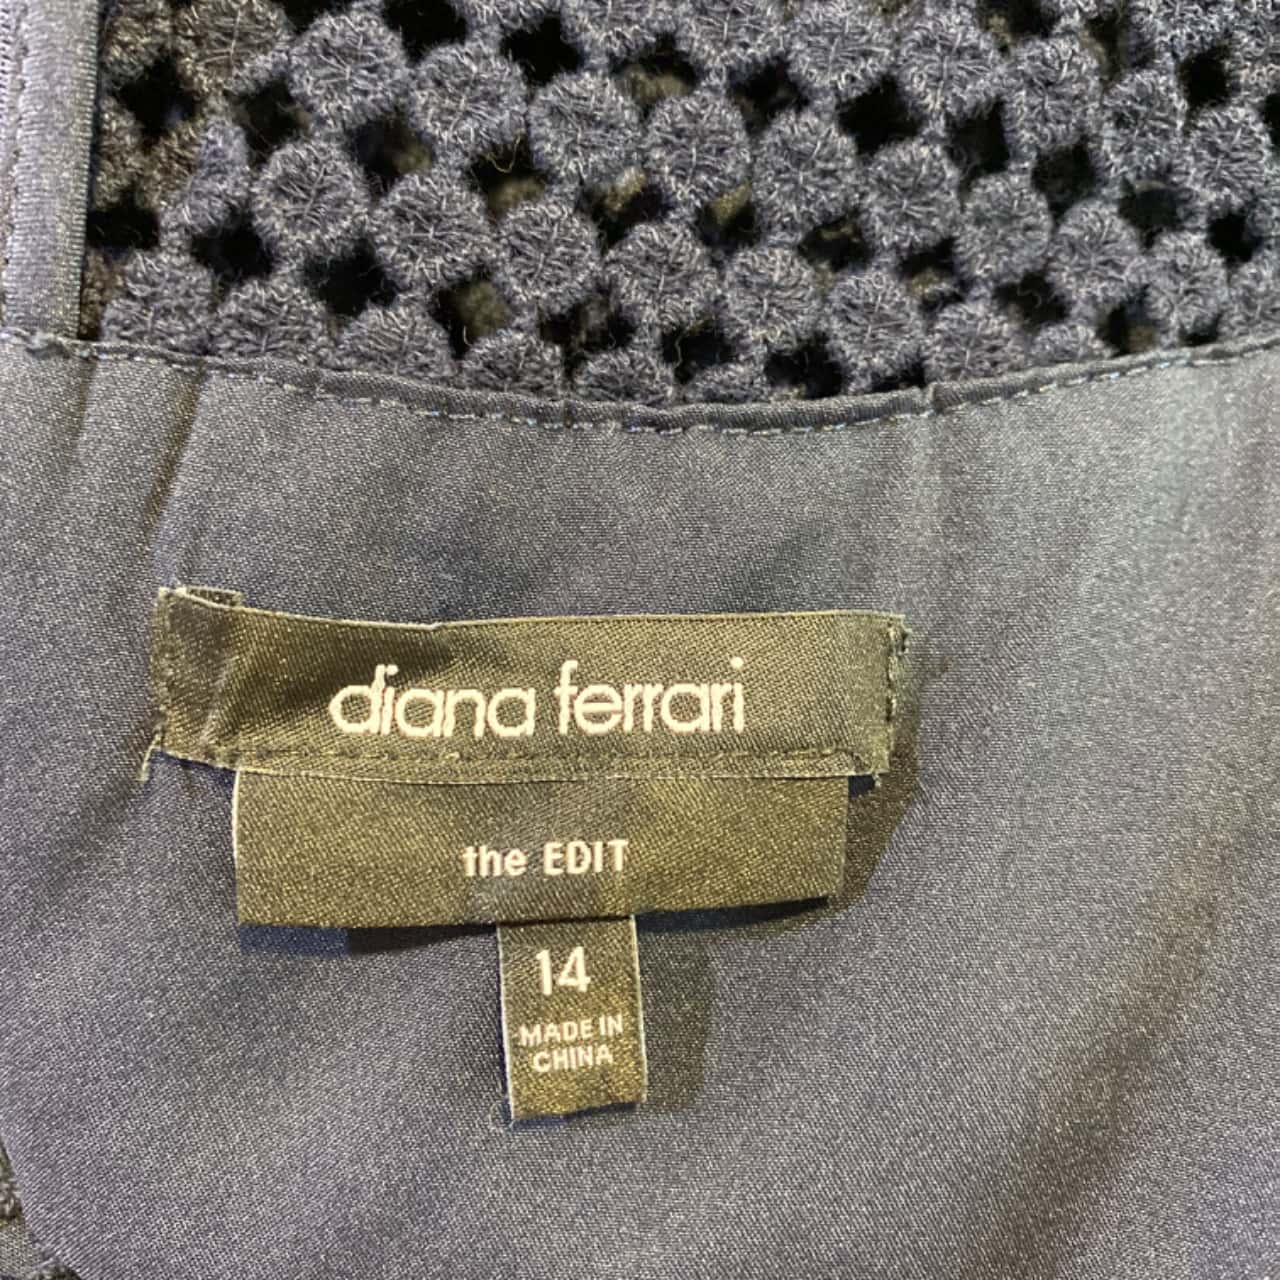 diana ferrari
the EDIT
14
MADE IN
CHINA